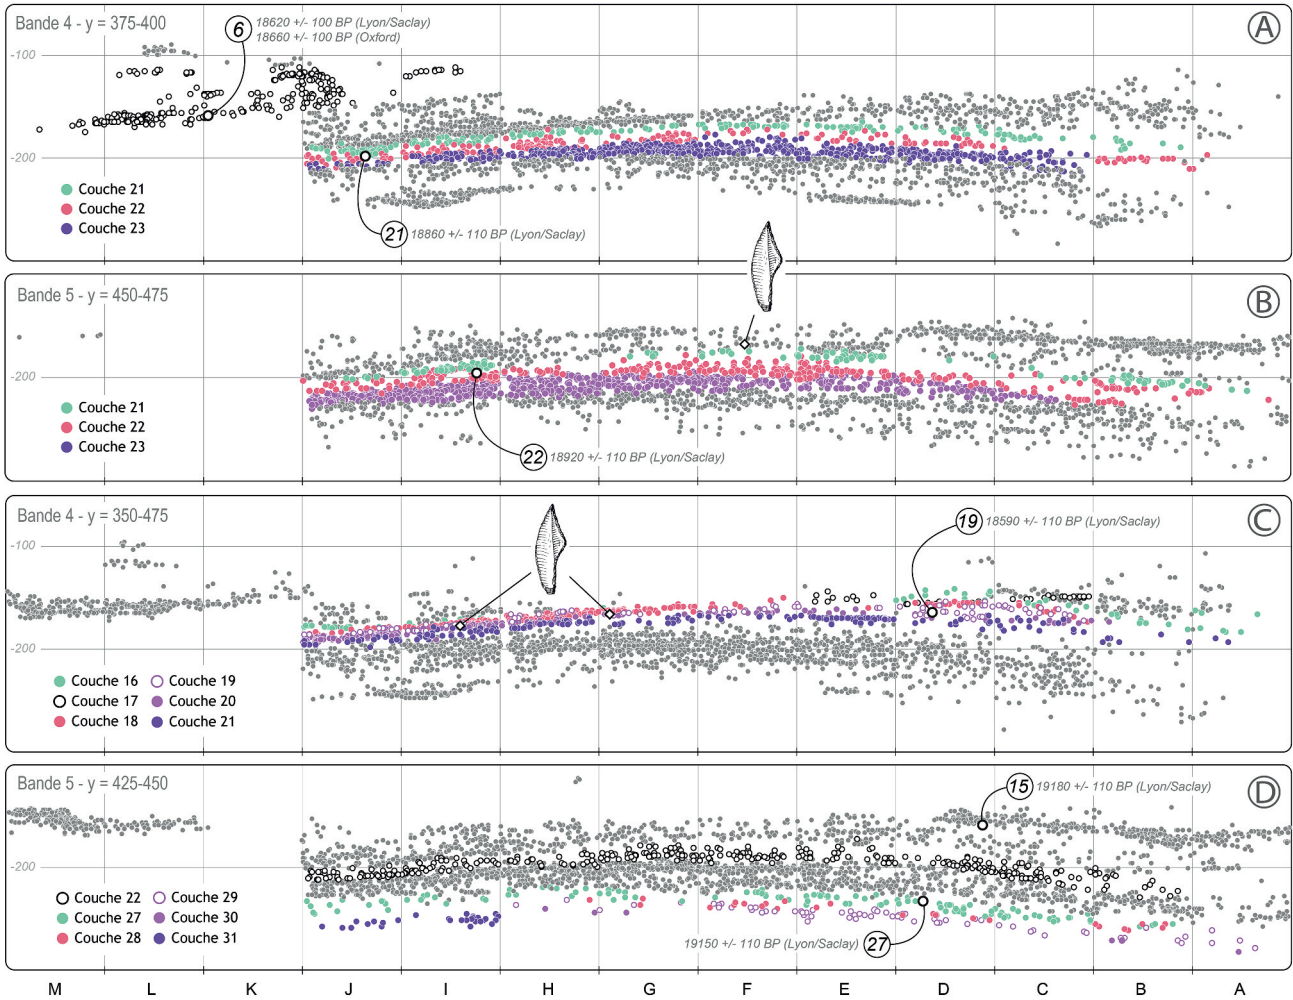 Bande 4 - y = 375-400
6
18620 +/- 100 BP (Lyon/Saclay)
18660 +/- 100 BP (Oxford)
A
-100
-200
Couche 21
Couche 22
Couche 23
21
18860 +/- 110 BP (Lyon/Saclay)
Bande 5 - y = 450-475
B
-200
Couche 21
Couche 22
Couche 23
22
18920 +/- 110 BP (Lyon/Saclay)
Bande 4 - y = 350-475
19
18590 +/- 110 BP (Lyon/Saclay)
C
-100
-200
Couche 16
Couche 19
Couche 17
Couche 20
Couche 18
Couche 21
Bande 5 - y = 425-450
15
19180 +/- 110 BP (Lyon/Saclay)
D
-200
Couche 22
Couche 29
Couche 27
Couche 30
Couche 28
Couche 31
19150 +/- 110 BP (Lyon/Saclay)
27
M L K J I H G F E D C B A